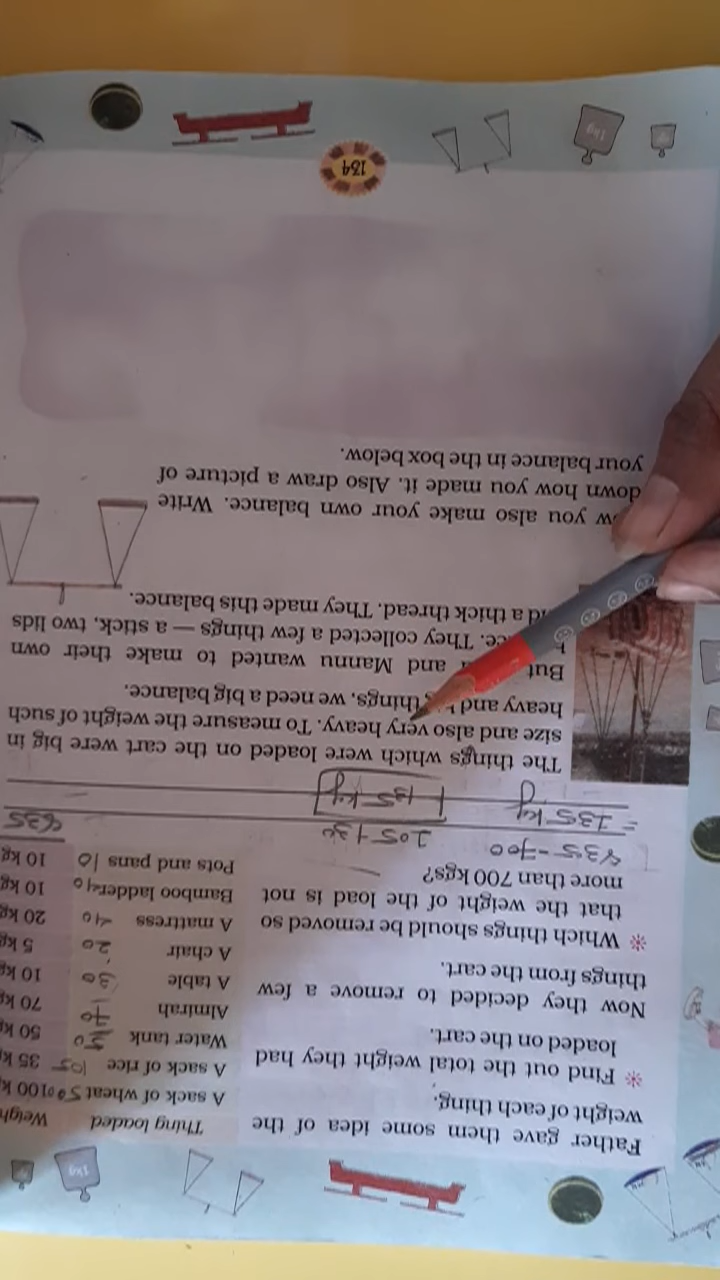 Father gave them some idea of the
weight of each thing.
Find out the total weight they had
loaded on the cart.
Now they decided to remove a few
things from the cart.
Which things should be removed so
that the weight of the load is not
more than 700 kgs?
Thing loaded Weigh
A sack of wheat 500 100 k
A sack of rice 105 35 k
Water tank 50 k
Almirah 70 70 k
A table 30 10 kg
A chair 20 5 kg
A mattress 40 20 kg
Bamboo ladder 40 10 kg
Pots and pans 10 10 kg
835
835-700
= 135 kg
105+30
135 kg
The things which were loaded on the cart were big in
size and also very heavy. To measure the weight of such
heavy and things, we need a big balance.
But and Mannu wanted to make their own
They collected a few things — a stick, two lids
a thick thread. They made this balance.
you also make your own balance. Write
down how you made it. Also draw a picture of
your balance in the box below.
134
1kg
1kg